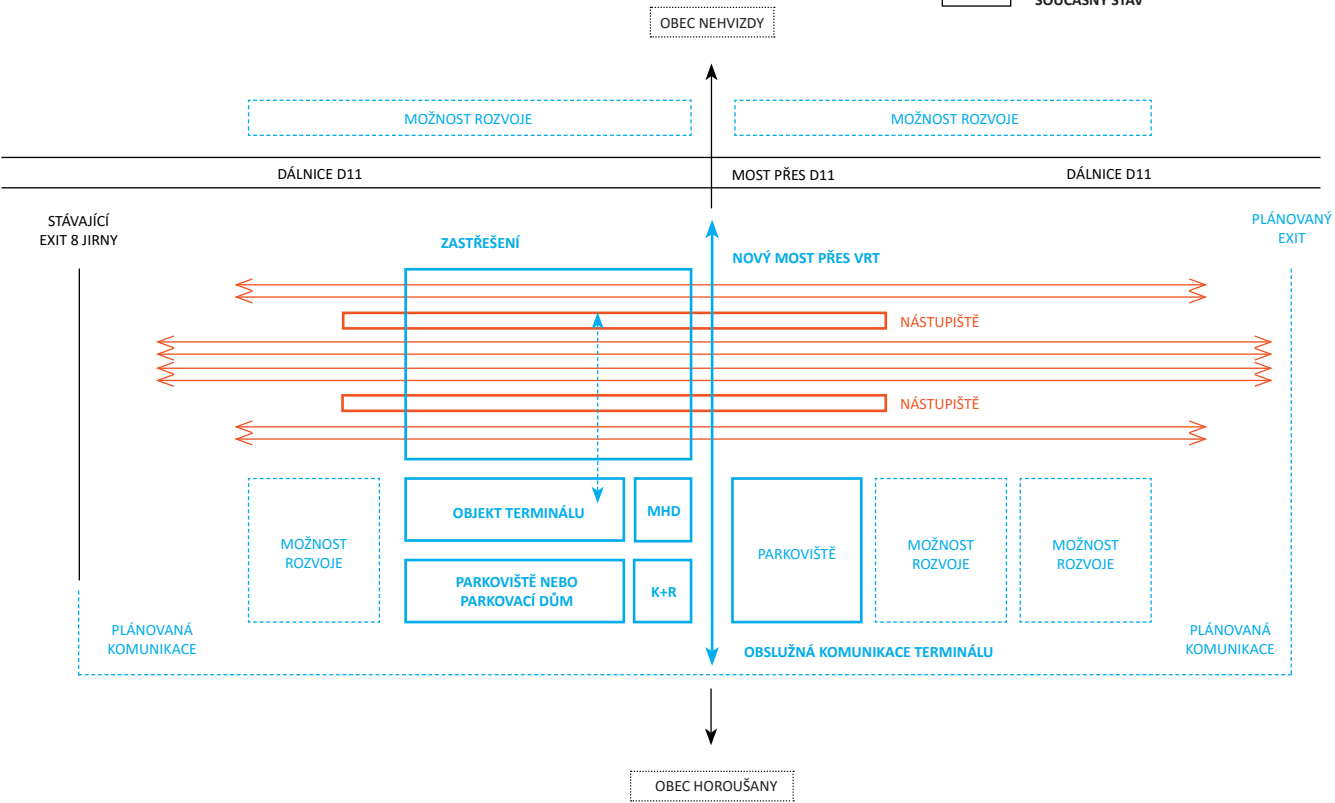 SOUČASNÝ STAV
OBEC NEHVIZDY
MOŽNOST ROZVOJE
MOŽNOST ROZVOJE
DÁLNICE D11
MOST PŘES D11
DÁLNICE D11
STÁVAJÍCÍ
EXIT 8 JIRNY
PLÁNOVANÝ
EXIT
ZASTŘEŠENÍ
NOVÝ MOST PŘES VRT
NÁSTUPIŠTĚ
NÁSTUPIŠTĚ
OBJEKT TERMINÁLU
MHD
MOŽNOST
ROZVOJE
PARKOVIŠTĚ
MOŽNOST
ROZVOJE
MOŽNOST
ROZVOJE
PARKOVIŠTĚ NEBO
PARKOVACÍ DŮM
K+R
PLÁNOVANÁ
KOMUNIKACE
OBSLUŽNÁ KOMUNIKACE TERMINÁLU
PLÁNOVANÁ
KOMUNIKACE
OBEC HOROUŠANY